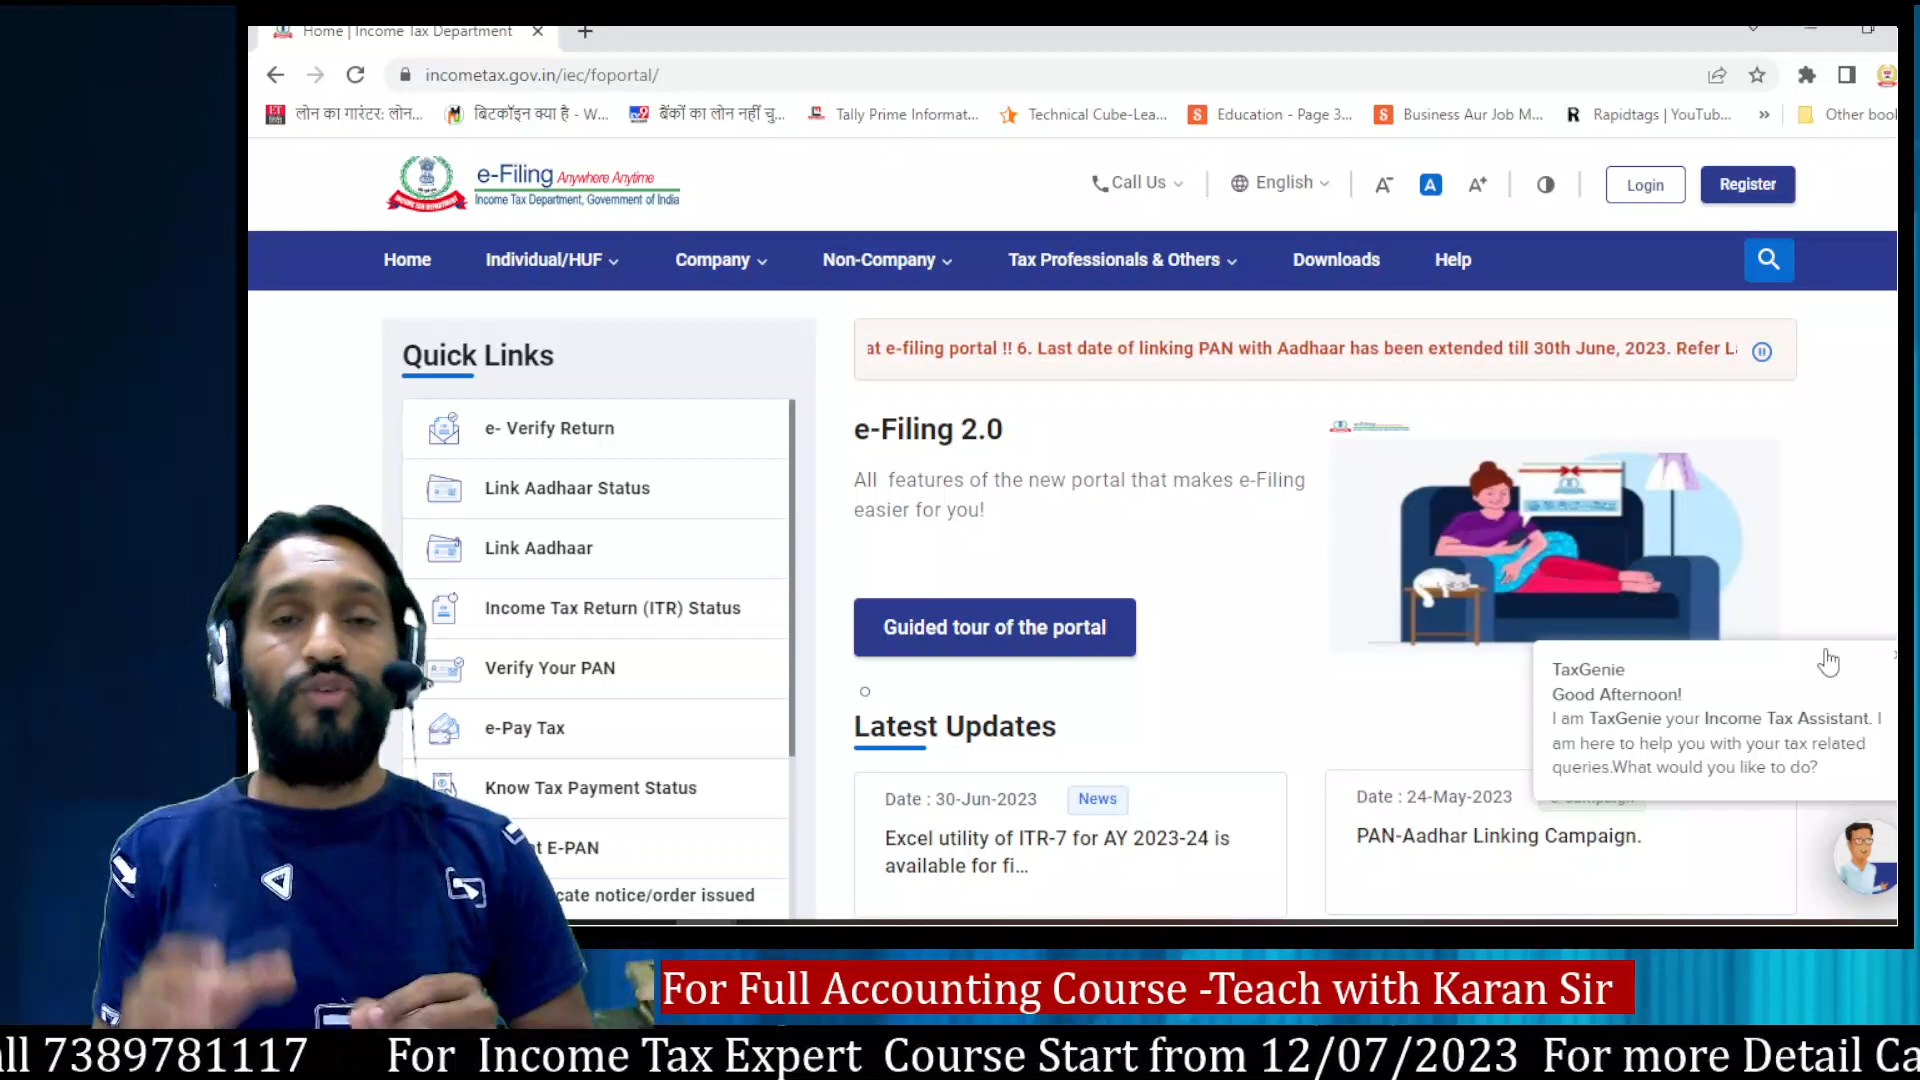 Home | Income Tax Department
incometax.gov.in/iec/foportal/
लोन का गारंटर: लोन...
बिटकॉइन क्या है - W...
बैंकों का लोन नहीं चु...
Tally Prime Informat...
Technical Cube-Lea...
Education - Page 3...
Business Aur Job M...
Rapidtags | YouTub...
»
Other bool
e-Filing Anywhere Anytime
Income Tax Department, Government of India
Call Us
English
A-
A
A+
Login
Register
Home
Individual/HUF
Company
Non-Company
Tax Professionals & Others
Downloads
Help
Quick Links
e- Verify Return
Link Aadhaar Status
Link Aadhaar
Income Tax Return (ITR) Status
Verify Your PAN
e-Pay Tax
Know Tax Payment Status
t E-PAN
cate notice/order issued
at e-filing portal !! 6. Last date of linking PAN with Aadhaar has been extended till 30th June, 2023. Refer L
e-Filing 2.0
All features of the new portal that makes e-Filing
easier for you!
Guided tour of the portal
Latest Updates
Date : 30-Jun-2023
News
Excel utility of ITR-7 for AY 2023-24 is
available for fi...
Date : 24-May-2023
PAN-Aadhar Linking Campaign.
TaxGenie
Good Afternoon!
I am TaxGenie your Income Tax Assistant. I
am here to help you with your tax related
queries.What would you like to do?
For Full Accounting Course -Teach with Karan Sir
ll 7389781117 For Income Tax Expert Course Start from 12/07/2023 For more Detail Ca